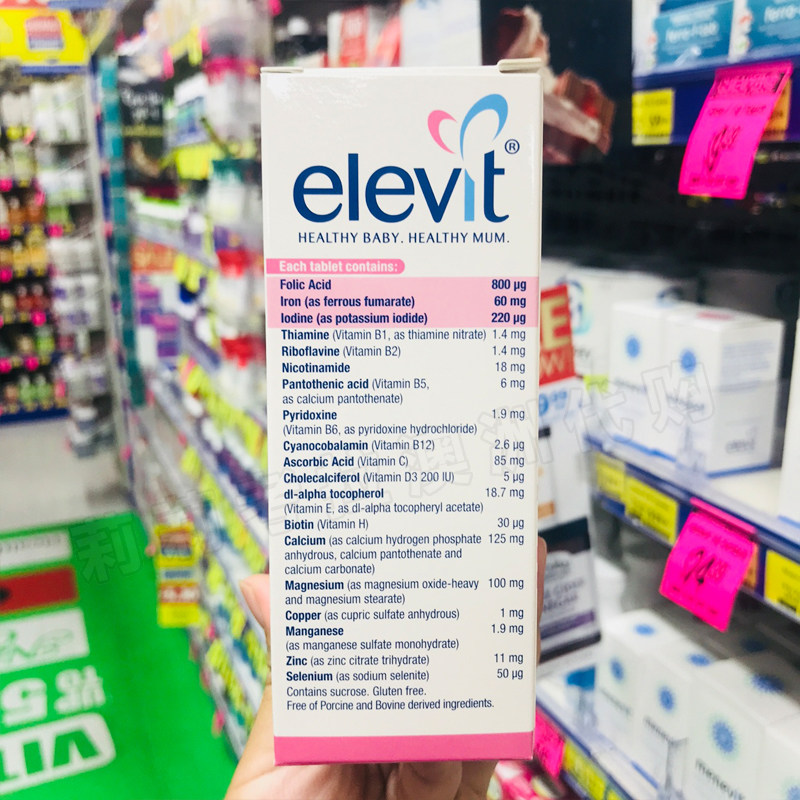 elevit®
HEALTHY BABY. HEALTHY MUM.
Each tablet contains:
Folic Acid 800 µg
Iron (as ferrous fumarate) 60 mg
Iodine (as potassium iodide) 220 µg
Thiamine (Vitamin B1, as thiamine nitrate) 1.4 mg
Riboflavine (Vitamin B2) 1.4 mg
Nicotinamide 18 mg
Pantothenic acid (Vitamin B5, 6 mg
as calcium pantothenate)
Pyridoxine 1.9 mg
(Vitamin B6, as pyridoxine hydrochloride)
Cyanocobalamin (Vitamin B12) 2.6 µg
Ascorbic Acid (Vitamin C) 85 mg
Cholecalciferol (Vitamin D3 200 IU) 5 µg
dl-alpha tocopherol 18.7 mg
(Vitamin E, as dl-alpha tocopheryl acetate)
Biotin (Vitamin H) 30 µg
Calcium (as calcium hydrogen phosphate 125 mg
anhydrous, calcium pantothenate and
calcium carbonate)
Magnesium (as magnesium oxide-heavy 100 mg
and magnesium stearate)
Copper (as cupric sulfate anhydrous) 1 mg
Manganese 1.9 mg
(as manganese sulfate monohydrate)
Zinc (as zinc citrate trihydrate) 11 mg
Selenium (as sodium selenite) 50 µg
Contains sucrose. Gluten free.
Free of Porcine and Bovine derived ingredients.
澳洲代购
elevit